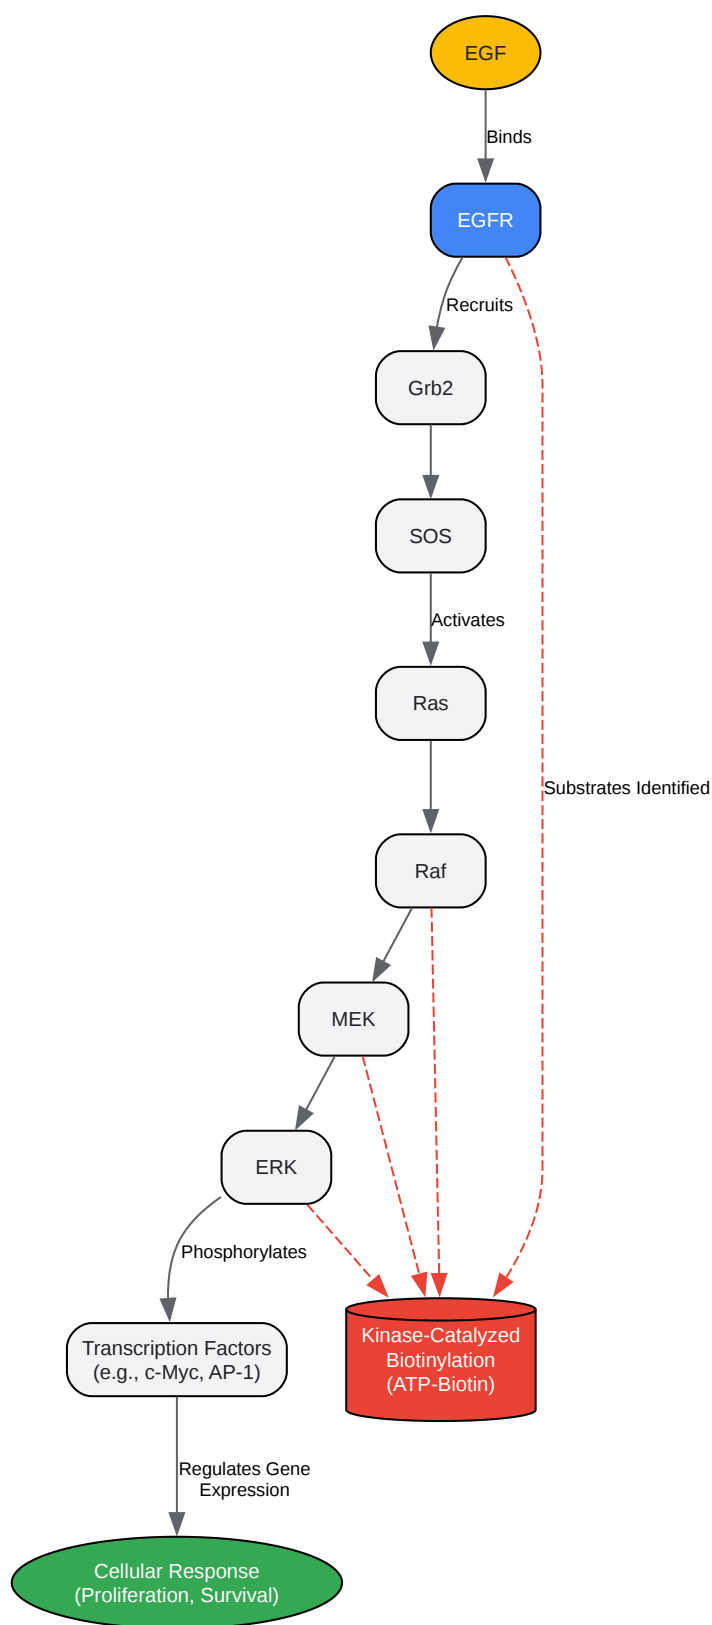 EGF
Binds
EGFR
Recruits
Grb2
SOS
Activates
Ras
Substrates Identified
Raf
MEK
ERK
Phosphorylates
Transcription Factors
(e.g., c-Myc, AP-1)
Kinase-Catalyzed
Biotinylation
(ATP-Biotin)
Regulates Gene
Expression
Cellular Response
(Proliferation, Survival)